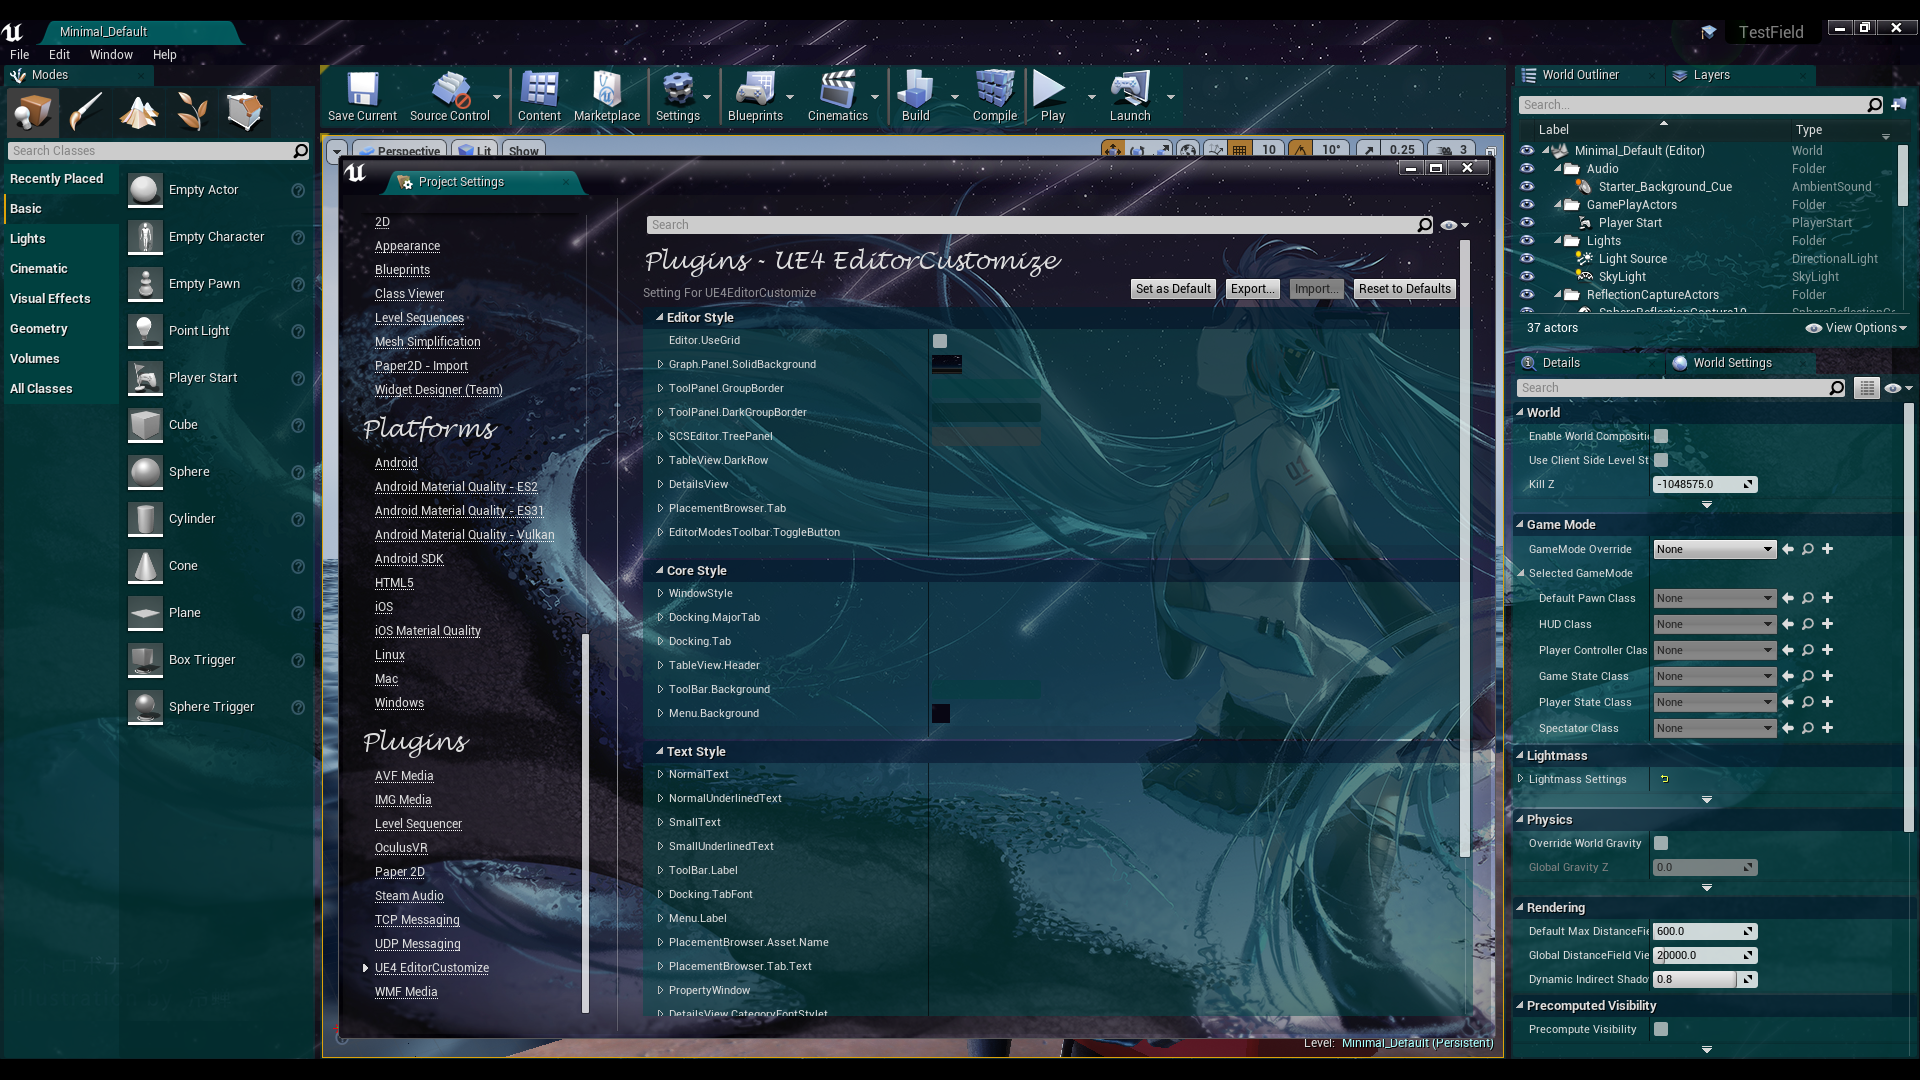 Minimal_Default
TestField
File Edit Window Help
Modes
Search Classes
Recently Placed
Basic
Lights
Cinematic
Visual Effects
Geometry
Volumes
All Classes
Empty Actor
Empty Character
Empty Pawn
Point Light
Player Start
Cube
Sphere
Cylinder
Cone
Plane
Box Trigger
Sphere Trigger
Save Current
Source Control
Content
Marketplace
Settings
Blueprints
Cinematics
Build
Compile
Play
Launch
Perspective
Lit
Show
10
10°
0.25
3
Project Settings
2D
Appearance
Blueprints
Class Viewer
Level Sequences
Mesh Simplification
Paper2D - Import
Widget Designer (Team)
Platforms
Android
Android Material Quality - ES2
Android Material Quality - ES31
Android Material Quality - Vulkan
Android SDK
HTML5
iOS
iOS Material Quality
Linux
Mac
Windows
Plugins
AVF Media
IMG Media
Level Sequencer
OculusVR
Paper 2D
Steam Audio
TCP Messaging
UDP Messaging
UE4 EditorCustomize
WMF Media
Search
Plugins - UE4 EditorCustomize
Setting For UE4EditorCustomize
Set as Default
Export...
Import...
Reset to Defaults
Editor Style
Editor.UseGrid
Graph.Panel.SolidBackground
ToolPanel.GroupBorder
ToolPanel.DarkGroupBorder
SCSEditor.TreePanel
TableView.DarkRow
DetailsView
PlacementBrowser.Tab
EditorModesToolbar.ToggleButton
Core Style
WindowStyle
Docking.MajorTab
Docking.Tab
TableView.Header
ToolBar.Background
Menu.Background
Text Style
NormalText
NormalUnderlinedText
SmallText
SmallUnderlinedText
ToolBar.Label
Docking.TabFont
Menu.Label
PlacementBrowser.Asset.Name
PlacementBrowser.Tab.Text
PropertyWindow
DetailsView.CategoryFontStyle
01
Level: Minimal_Default (Persistent)
World Outliner
Layers
Search...
Label Type
Minimal_Default (Editor) World
Audio Folder
Starter_Background_Cue AmbientSound
GamePlayActors Folder
Player Start PlayerStart
Lights Folder
Light Source DirectionalLight
SkyLight SkyLight
ReflectionCaptureActors Folder
SphereReflectionCapture10 SphereReflectionC
37 actors
View Options
Details
World Settings
Search
World
Enable World Compositi
Use Client Side Level St
Kill Z -1048575.0
Game Mode
GameMode Override None
Selected GameMode
Default Pawn Class None
HUD Class None
Player Controller Clas None
Game State Class None
Player State Class None
Spectator Class None
Lightmass
Lightmass Settings
Physics
Override World Gravity
Global Gravity Z 0.0
Rendering
Default Max DistanceFie 600.0
Global DistanceField Vie 20000.0
Dynamic Indirect Shado 0.8
Precomputed Visibility
Precompute Visibility